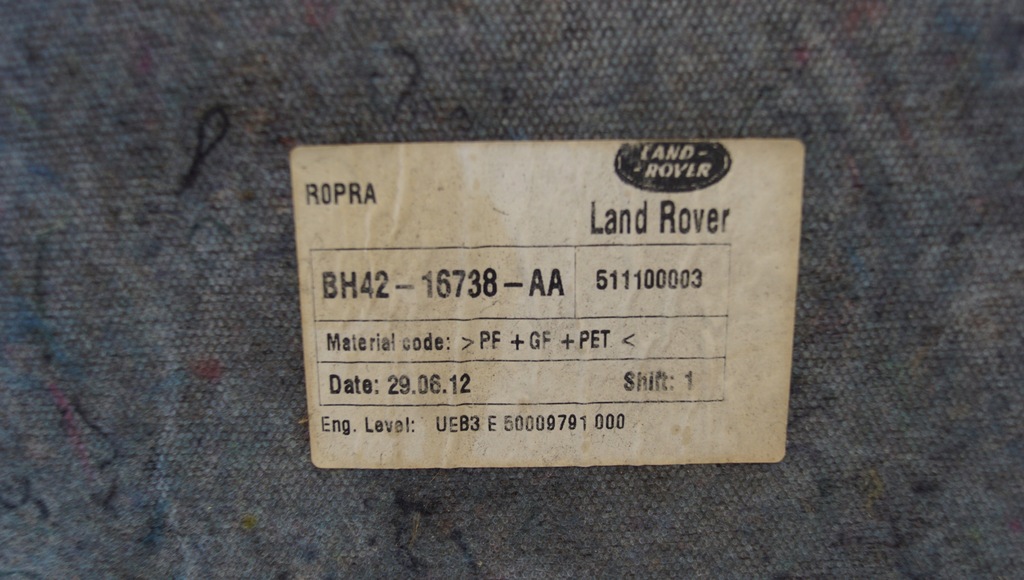 LAND-
-ROVER
ROPRA
Land Rover
BH42-16738-AA 511100003
Material code: >PF +GF +PET <
Date: 29.06.12 Shift: 1
Eng. Level: UEB3 E 50009791 000